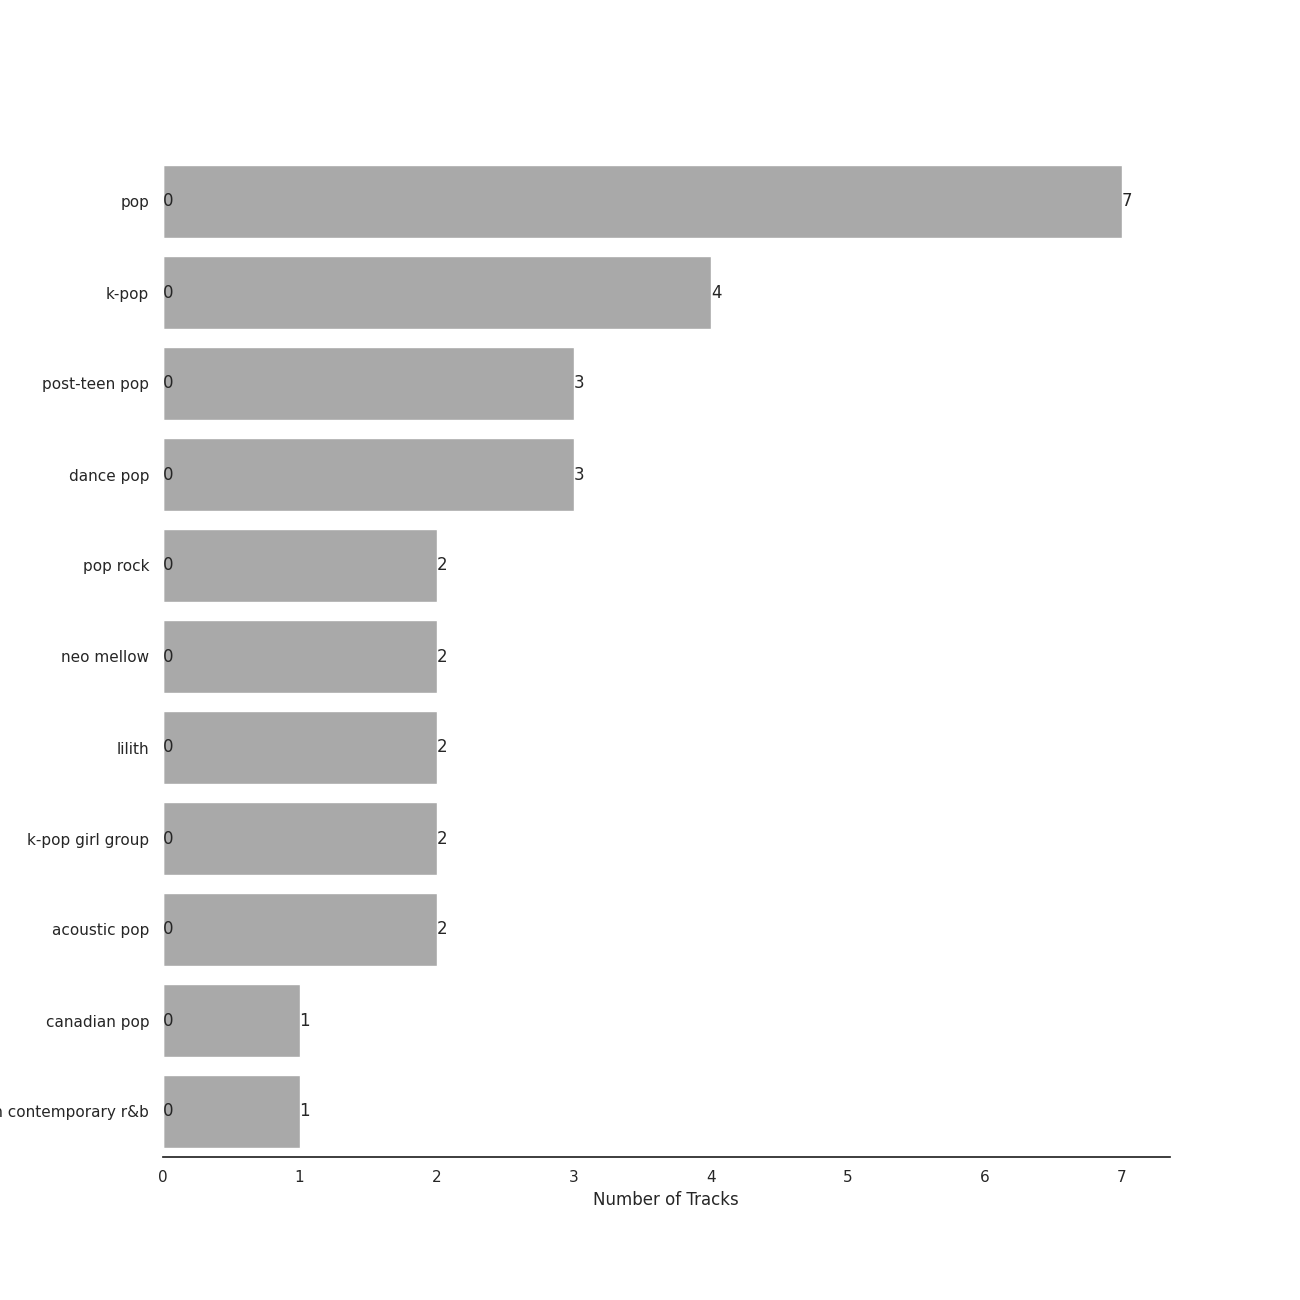 pop 0 7
k-pop 0 4
post-teen pop 0 3
dance pop 0 3
pop rock 0 2
neo mellow 0 2
lilith 0 2
k-pop girl group 0 2
acoustic pop 0 2
canadian pop 0 1
contemporary r&b 0 1
0 1 2 3 4 5 6 7
Number of Tracks